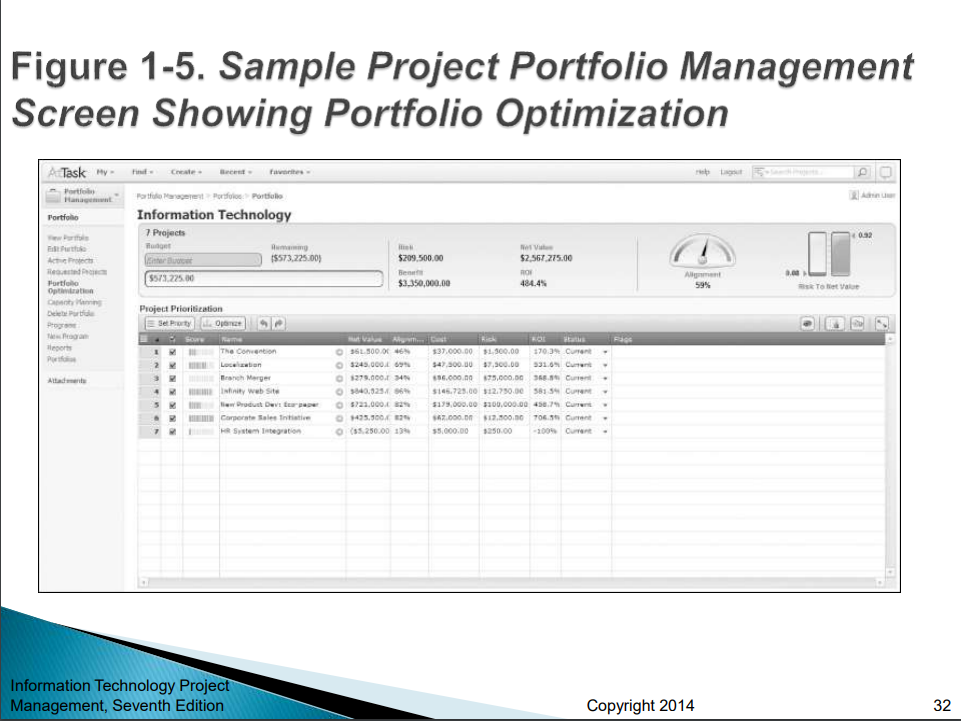 Figure 1-5. Sample Project Portfolio Management
Screen Showing Portfolio Optimization
AtTask My Find Create Recent Favorites Help Logout Search Projects...
Portfolio Management
Portfolio Management > Portfolios > Portfolio Admin User
Portfolio
Information Technology
View Portfolio
Edit Portfolio
Active Projects
Requested Projects
Portfolio Optimization
Capacity Planning
Delete Portfolio
Programs
New Program
Reports
Portfolios
Attachments
7 Projects
Budget
Enter Budget
Remaining
($573,225.00)
$573,225.00
Risk
$209,500.00
Net Value
$2,567,275.00
Benefit
$3,350,000.00
ROI
484.4%
Alignment
59%
0.92
0.08
Risk To Net Value
Project Prioritization
Set Priority Optimize
Score Name Net Value Alignm... Cost Risk ROI Status Flags
1 The Convention $61,500.00 46% $37,000.00 $1,500.00 170.3% Current
2 Localization 69% $47,500.00 $7,500.00 531.6% Current
3 Branch Merger 34% $96,000.00 $75,000.00 Current
4 Infinity Web Site 86% $146,725.00 $12,750.00 Current
5 New Product Dev: Eco-paper 82% $179,000.00 $100,000.00 Current
6 Corporate Sales Initiative 82% $62,000.00 $12,500.00 706.5% Current
7 HR System Integration ($5,250.00 13% $5,000.00 $250.00 -100% Current
Information Technology Project
Management, Seventh Edition
Copyright 2014
32